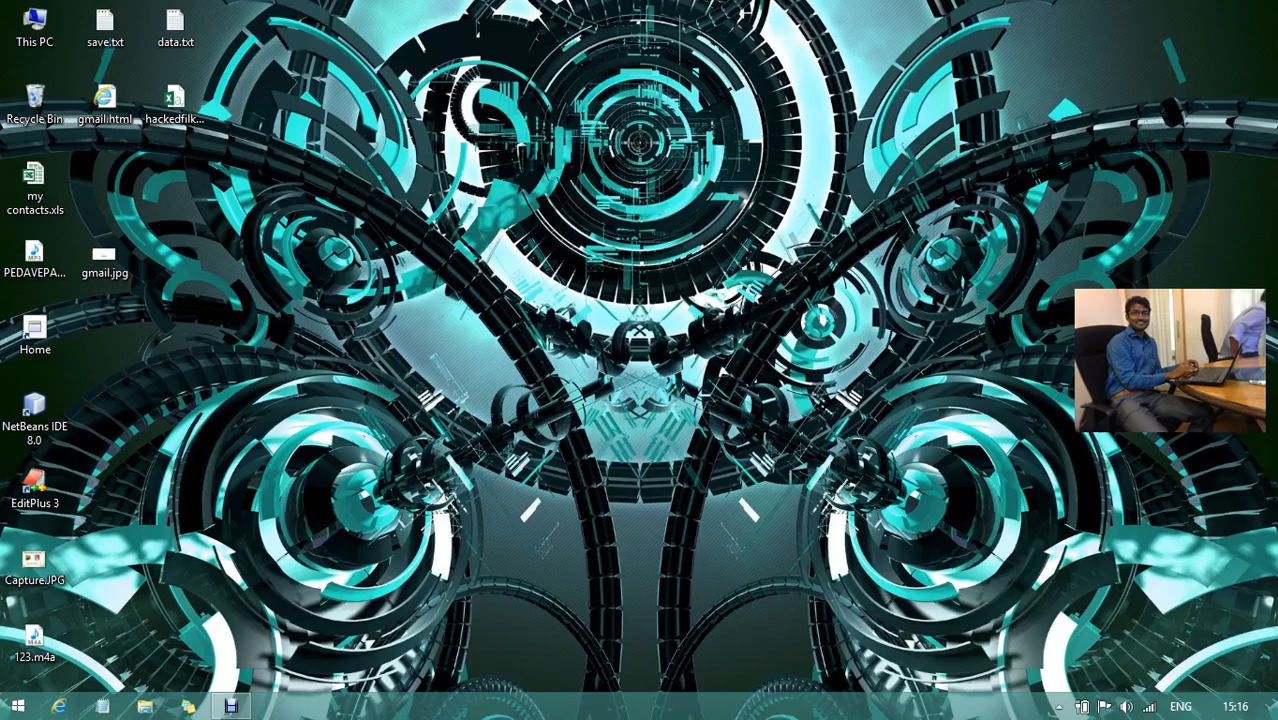 This PC
save.txt
data.txt
Recycle Bin
gmail.html
hackedfilk...
my
contacts.xls
PEDAVEPA...
gmail.jpg
Home
NetBeans IDE
8.0
EditPlus 3
Capture.JPG
123.m4a
ENG
15:16